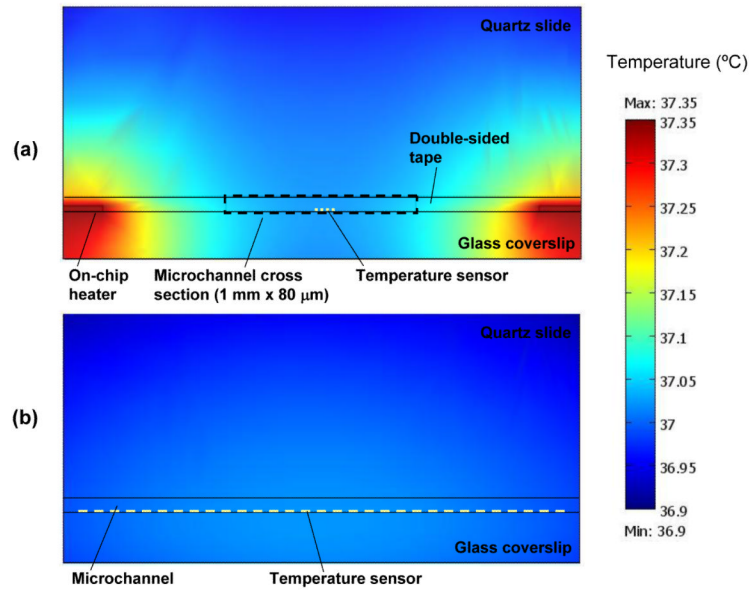 Quartz slide
Temperature (ºC)
Max: 37.35
37.35
37.3
37.25
37.2
37.15
37.1
37.05
37
36.95
36.9
Min: 36.9
(a)
Double-sided
tape
Glass coverslip
On-chip
heater
Microchannel cross
section (1 mm x 80 μm)
Temperature sensor
Quartz slide
(b)
Glass coverslip
Microchannel
Temperature sensor